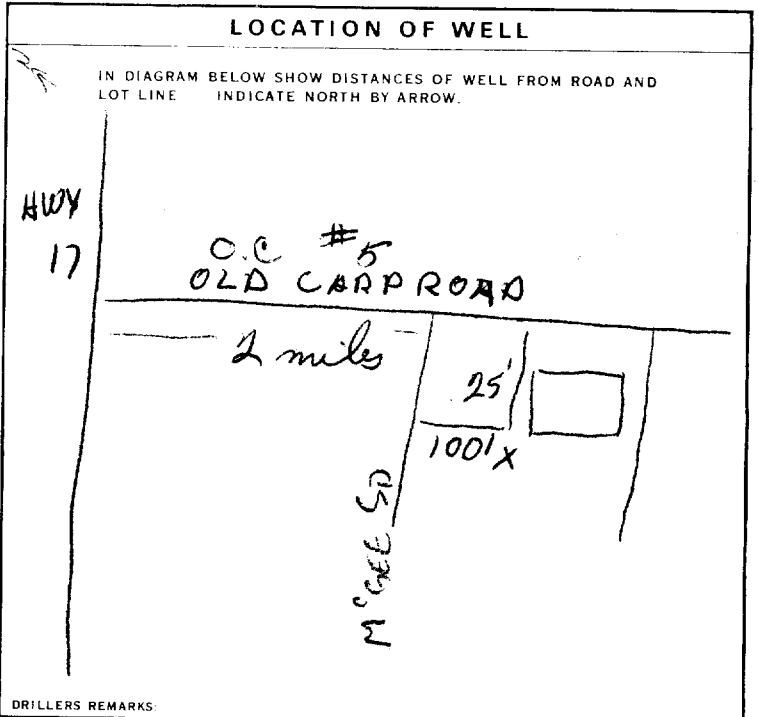 LOCATION OF WELL
IN DIAGRAM BELOW SHOW DISTANCES OF WELL FROM ROAD AND
LOT LINE INDICATE NORTH BY ARROW.
HWY
17
O.C. #5
OLD CARP ROAD
2 miles
25'
100' X
McGEE SD
DRILLERS REMARKS: